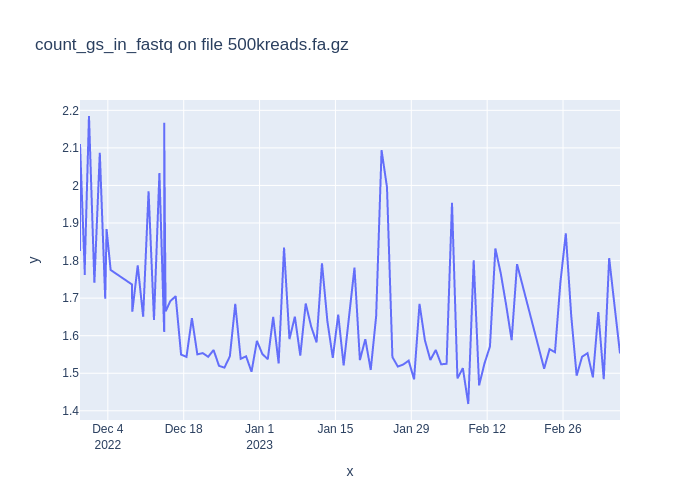 count_gs_in_fastq on file 500kreads.fa.gz
2.2
2.1
2
1.9
1.8
1.7
1.6
1.5
1.4
y
Dec 4
2022
Dec 18
Jan 1
2023
Jan 15
Jan 29
Feb 12
Feb 26
x